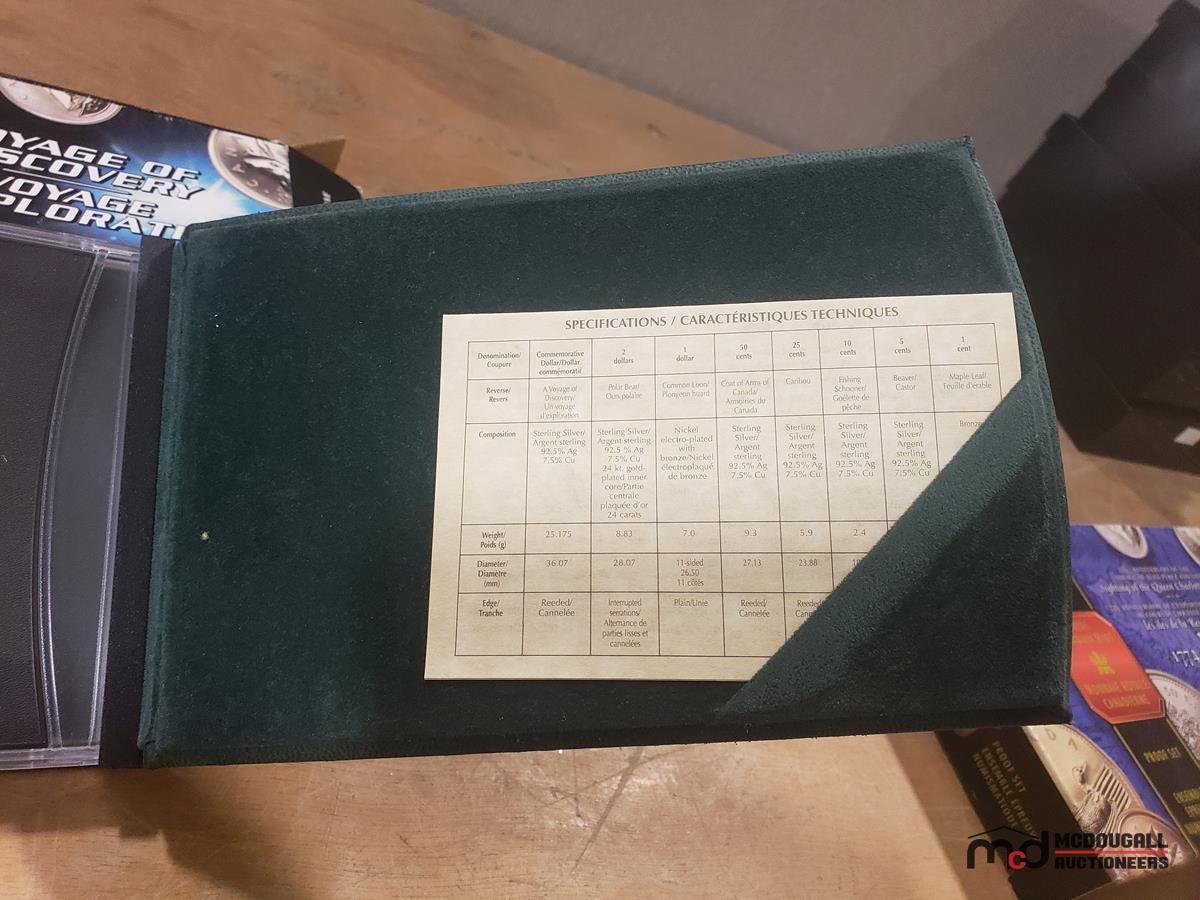 YAGE OF
SCOVERY
VOYAGE
PLORATI
SPECIFICATIONS / CARACTÉRISTIQUES TECHNIQUES
Denomination/ Coupure
Commemorative Dollar/Dollar commémoratif
2 dollars
1 dollar
50 cents
25 cents
10 cents
5 cents
1 cent
Reverse/ Revers
A Voyage of Discovery/ Un voyage d'exploration
Polar Bear/ Ours polaire
Common Loon/ Plongeon huard
Coat of Arms of Canada/ Armoiries du Canada
Caribou
Fishing Schooner/ Goélette de pêche
Beaver/ Castor
Maple Leaf/ Feuille d'érable
Composition
Sterling Silver/ Argent sterling 92.5% Ag 7.5% Cu
Sterling Silver/ Argent sterling 92.5 % Ag 7.5% Cu 24 kt. gold-plated inner core/Partie centrale plaquée d'or 24 carats
Nickel electro-plated with bronze/Nickel électroplaqué de bronze
Sterling Silver/ Argent sterling 92.5% Ag 7.5% Cu
Sterling Silver/ Argent sterling 92.5% Ag 7.5% Cu
Sterling Silver/ Argent sterling 92.5% Ag 7.5% Cu
Sterling Silver/ Argent sterling 92.5% Ag 7.5% Cu
Bronze
Weight/ Poids (g)
25.175
8.83
7.0
9.3
5.9
2.4
Diameter/ Diamètre (mm)
36.07
28.07
11-sided 26.50 11 côtés
27.13
23.88
Edge/ Tranche
Reeded/ Cannelée
Interrupted serrations/ Alternance de parties lisses et cannelées
Plain/Unie
Reeded/ Cannelée
1774
MONNAIE ROYALE
CANADIENNE
PROOF SET
PROOF SET
mcd MCDOUGALL
AUCTIONEERS